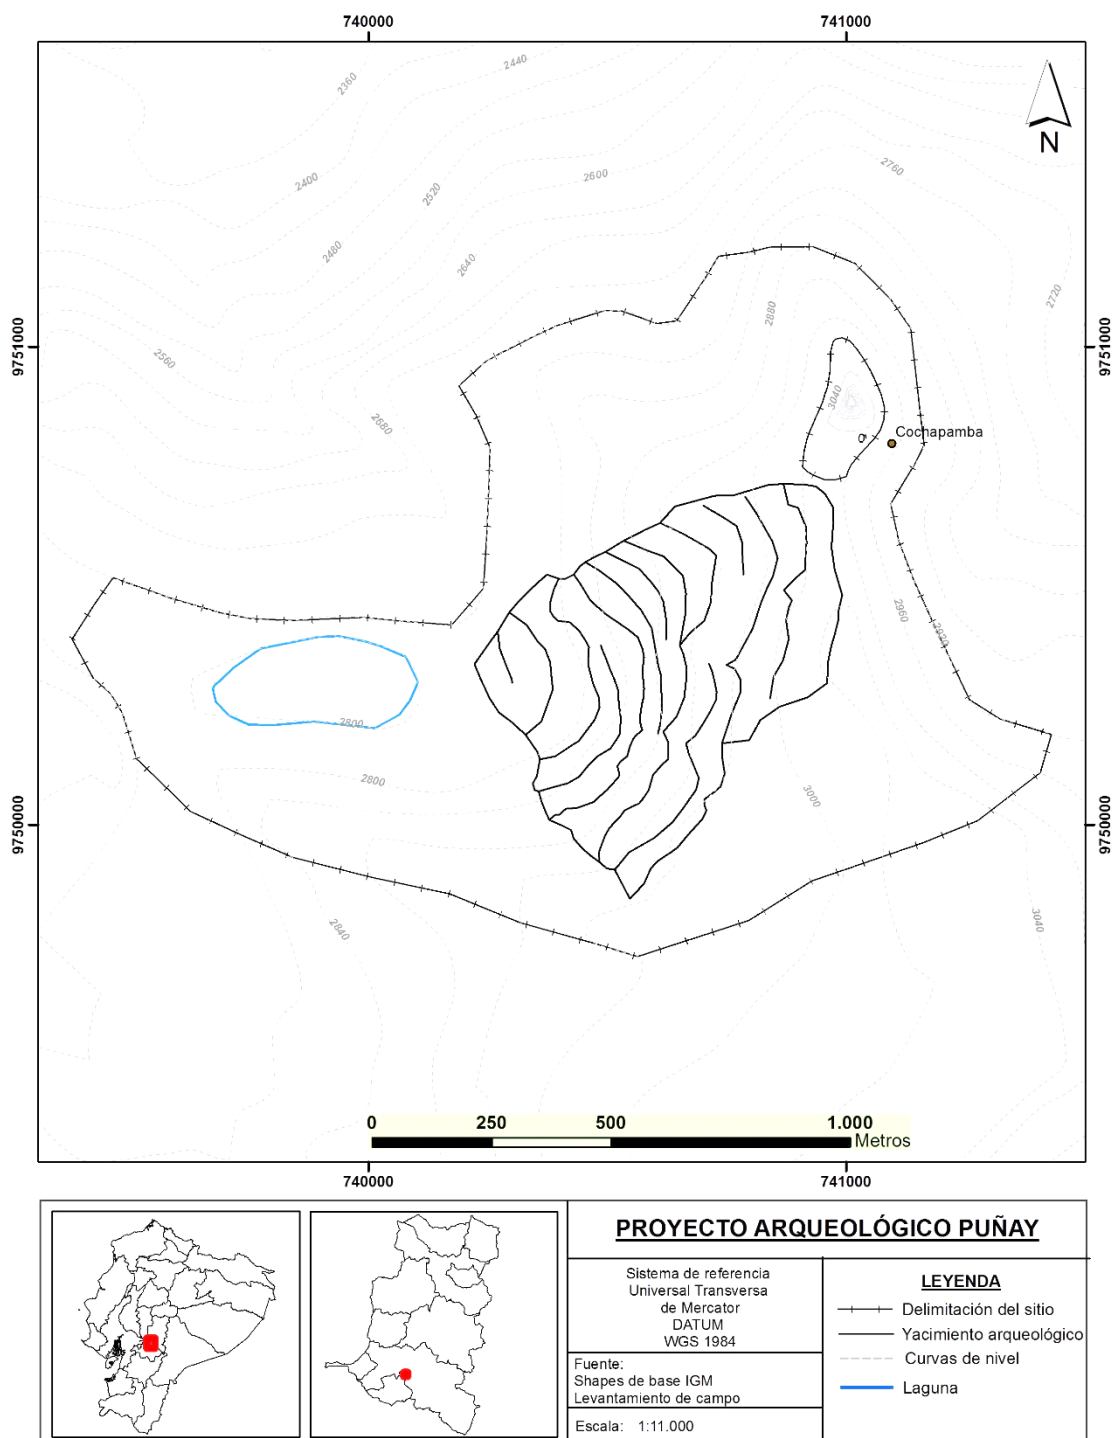 740000
741000
2440
2360
N
2760
2600
2400
2520
2480
2640
2720
2880
9751000
9751000
2560
3040
2680
Cochapamba
2960
2920
2800
2800
3000
9750000
9750000
2840
3040
0
250
500
1.000
Metros
740000
741000
PROYECTO ARQUEOLÓGICO PUÑAY
Sistema de referencia
Universal Transversa
de Mercator
DATUM
WGS 1984
Fuente:
Shapes de base IGM
Levantamiento de campo
Escala: 1:11.000
LEYENDA
Delimitación del sitio
Yacimiento arqueológico
Curvas de nivel
Laguna